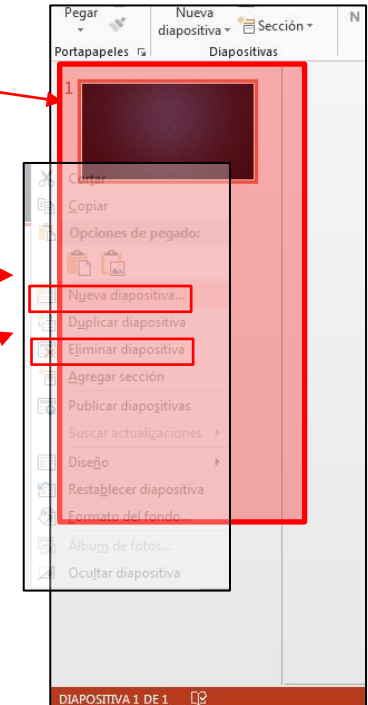 Pegar
Nueva
diapositiva
Sección
N
Portapapeles
Diapositivas
1
Cortar
Copiar
Opciones de pegado:
Nueva diapositiva...
Duplicar diapositiva
Eliminar diapositiva
Agregar sección
Publicar diapositivas
Buscar actualizaciones
Diseño
Restablecer diapositiva
Formato del fondo...
Álbum de fotos...
Ocultar diapositiva
DIAPOSITIVA 1 DE 1